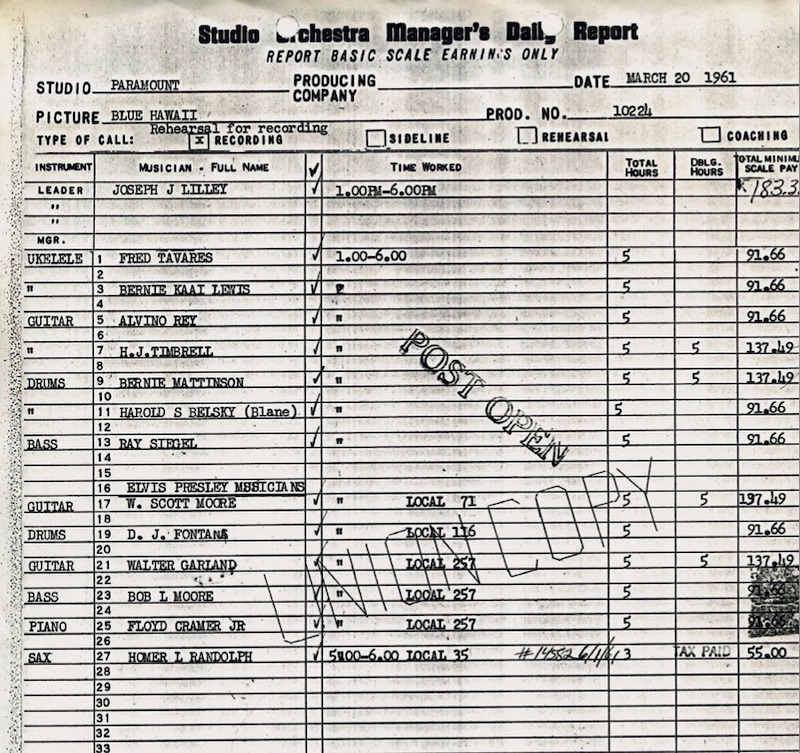 Studio Orchestra Manager's Daily Report
REPORT BASIC SCALE EARNIN'S ONLY
STUDIO PARAMOUNT PRODUCING COMPANY DATE MARCH 20 1961
PICTURE BLUE HAWAII PROD. NO. 10224
Rehearsal for recording
TYPE OF CALL: x RECORDING SIDELINE REHEARSAL COACHING
INSTRUMENT MUSICIAN - FULL NAME ✓ TIME WORKED TOTAL HOURS DBLG. HOURS TOTAL MINIMU SCALE PAY
LEADER JOSEPH J LILLEY ✓ 1.00PM-6.00PM 183.3
"
"
MGR.
UKELELE 1 FRED TAVARES ✓ 1.00-6.00 5 91.66
2
" 3 BERNIE KAAI LEWIS ✓ 5 91.66
4
GUITAR 5 ALVINO REY ✓ " 5 91.66
6
" 7 H.J.TIMBRELL ✓ " 5 5 137.49
8
DRUMS 9 BERNIE MATTINSON ✓ " 5 5 137.49
10
" 11 HAROLD S BELSKY (Blane) ✓ " 5 91.66
12
BASS 13 RAY SIEGEL ✓ " 5 91.66
14
15
16 ELVIS PRESLEY MUSICIANS
GUITAR 17 W. SCOTT MOORE ✓ " LOCAL 71 5 5 137.49
18
DRUMS 19 D. J. FONTANA ✓ " LOCAL 116 5 91.66
20
GUITAR 21 WALTER GARLAND ✓ " LOCAL 257 5 5 137.49
22
BASS 23 BOB L MOORE ✓ " LOCAL 257 5 91.66
24
PIANO 25 FLOYD CRAMER JR ✓ " LOCAL 257 5 91.66
26
SAX 27 HOMER L RANDOLPH ✓ 5:00-6.00 LOCAL 35 #14582 6/1/61 3 TAX PAID 55.00
28
29
30
31
32
33
POST OPEN
UNION COPY